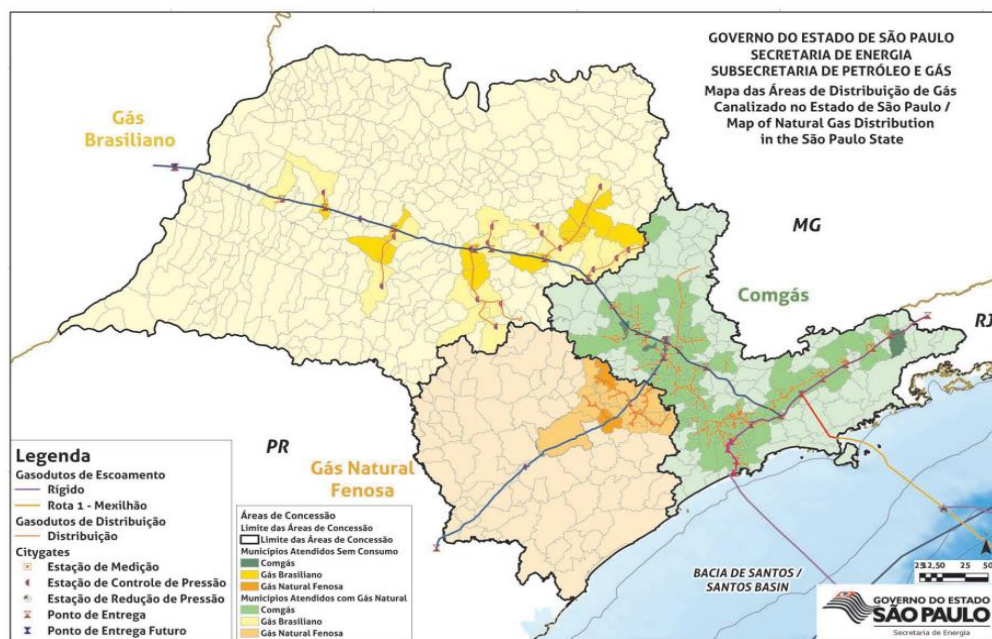 GOVERNO DO ESTADO DE SÃO PAULO
SECRETARIA DE ENERGIA
SUBSECRETARIA DE PETRÓLEO E GÁS
Mapa das Áreas de Distribuição de Gás
Canalizado no Estado de São Paulo /
Map of Natural Gas Distribution
in the São Paulo State
Gás
Brasiliano
MG
Comgás
RJ
PR
Gás Natural
Fenosa
Legenda
Gasodutos de Escoamento
Rígido
Rota 1 - Mexilhão
Gasodutos de Distribuição
Distribuição
Citygates
Estação de Medição
Estação de Controle de Pressão
Estação de Redução de Pressão
Ponto de Entrega
Ponto de Entrega Futuro
Áreas de Concessão
Limite das Áreas de Concessão
Limite das Áreas de Concessão
Municípios Atendidos Sem Consumo
Comgás
Gás Brasiliano
Gás Natural Fenosa
Municípios Atendidos com Gás Natural
Comgás
Gás Brasiliano
Gás Natural Fenosa
BACIA DE SANTOS /
SANTOS BASIN
25 12,5 0 25 50
GOVERNO DO ESTADO
SÃO PAULO
Secretaria de Energia